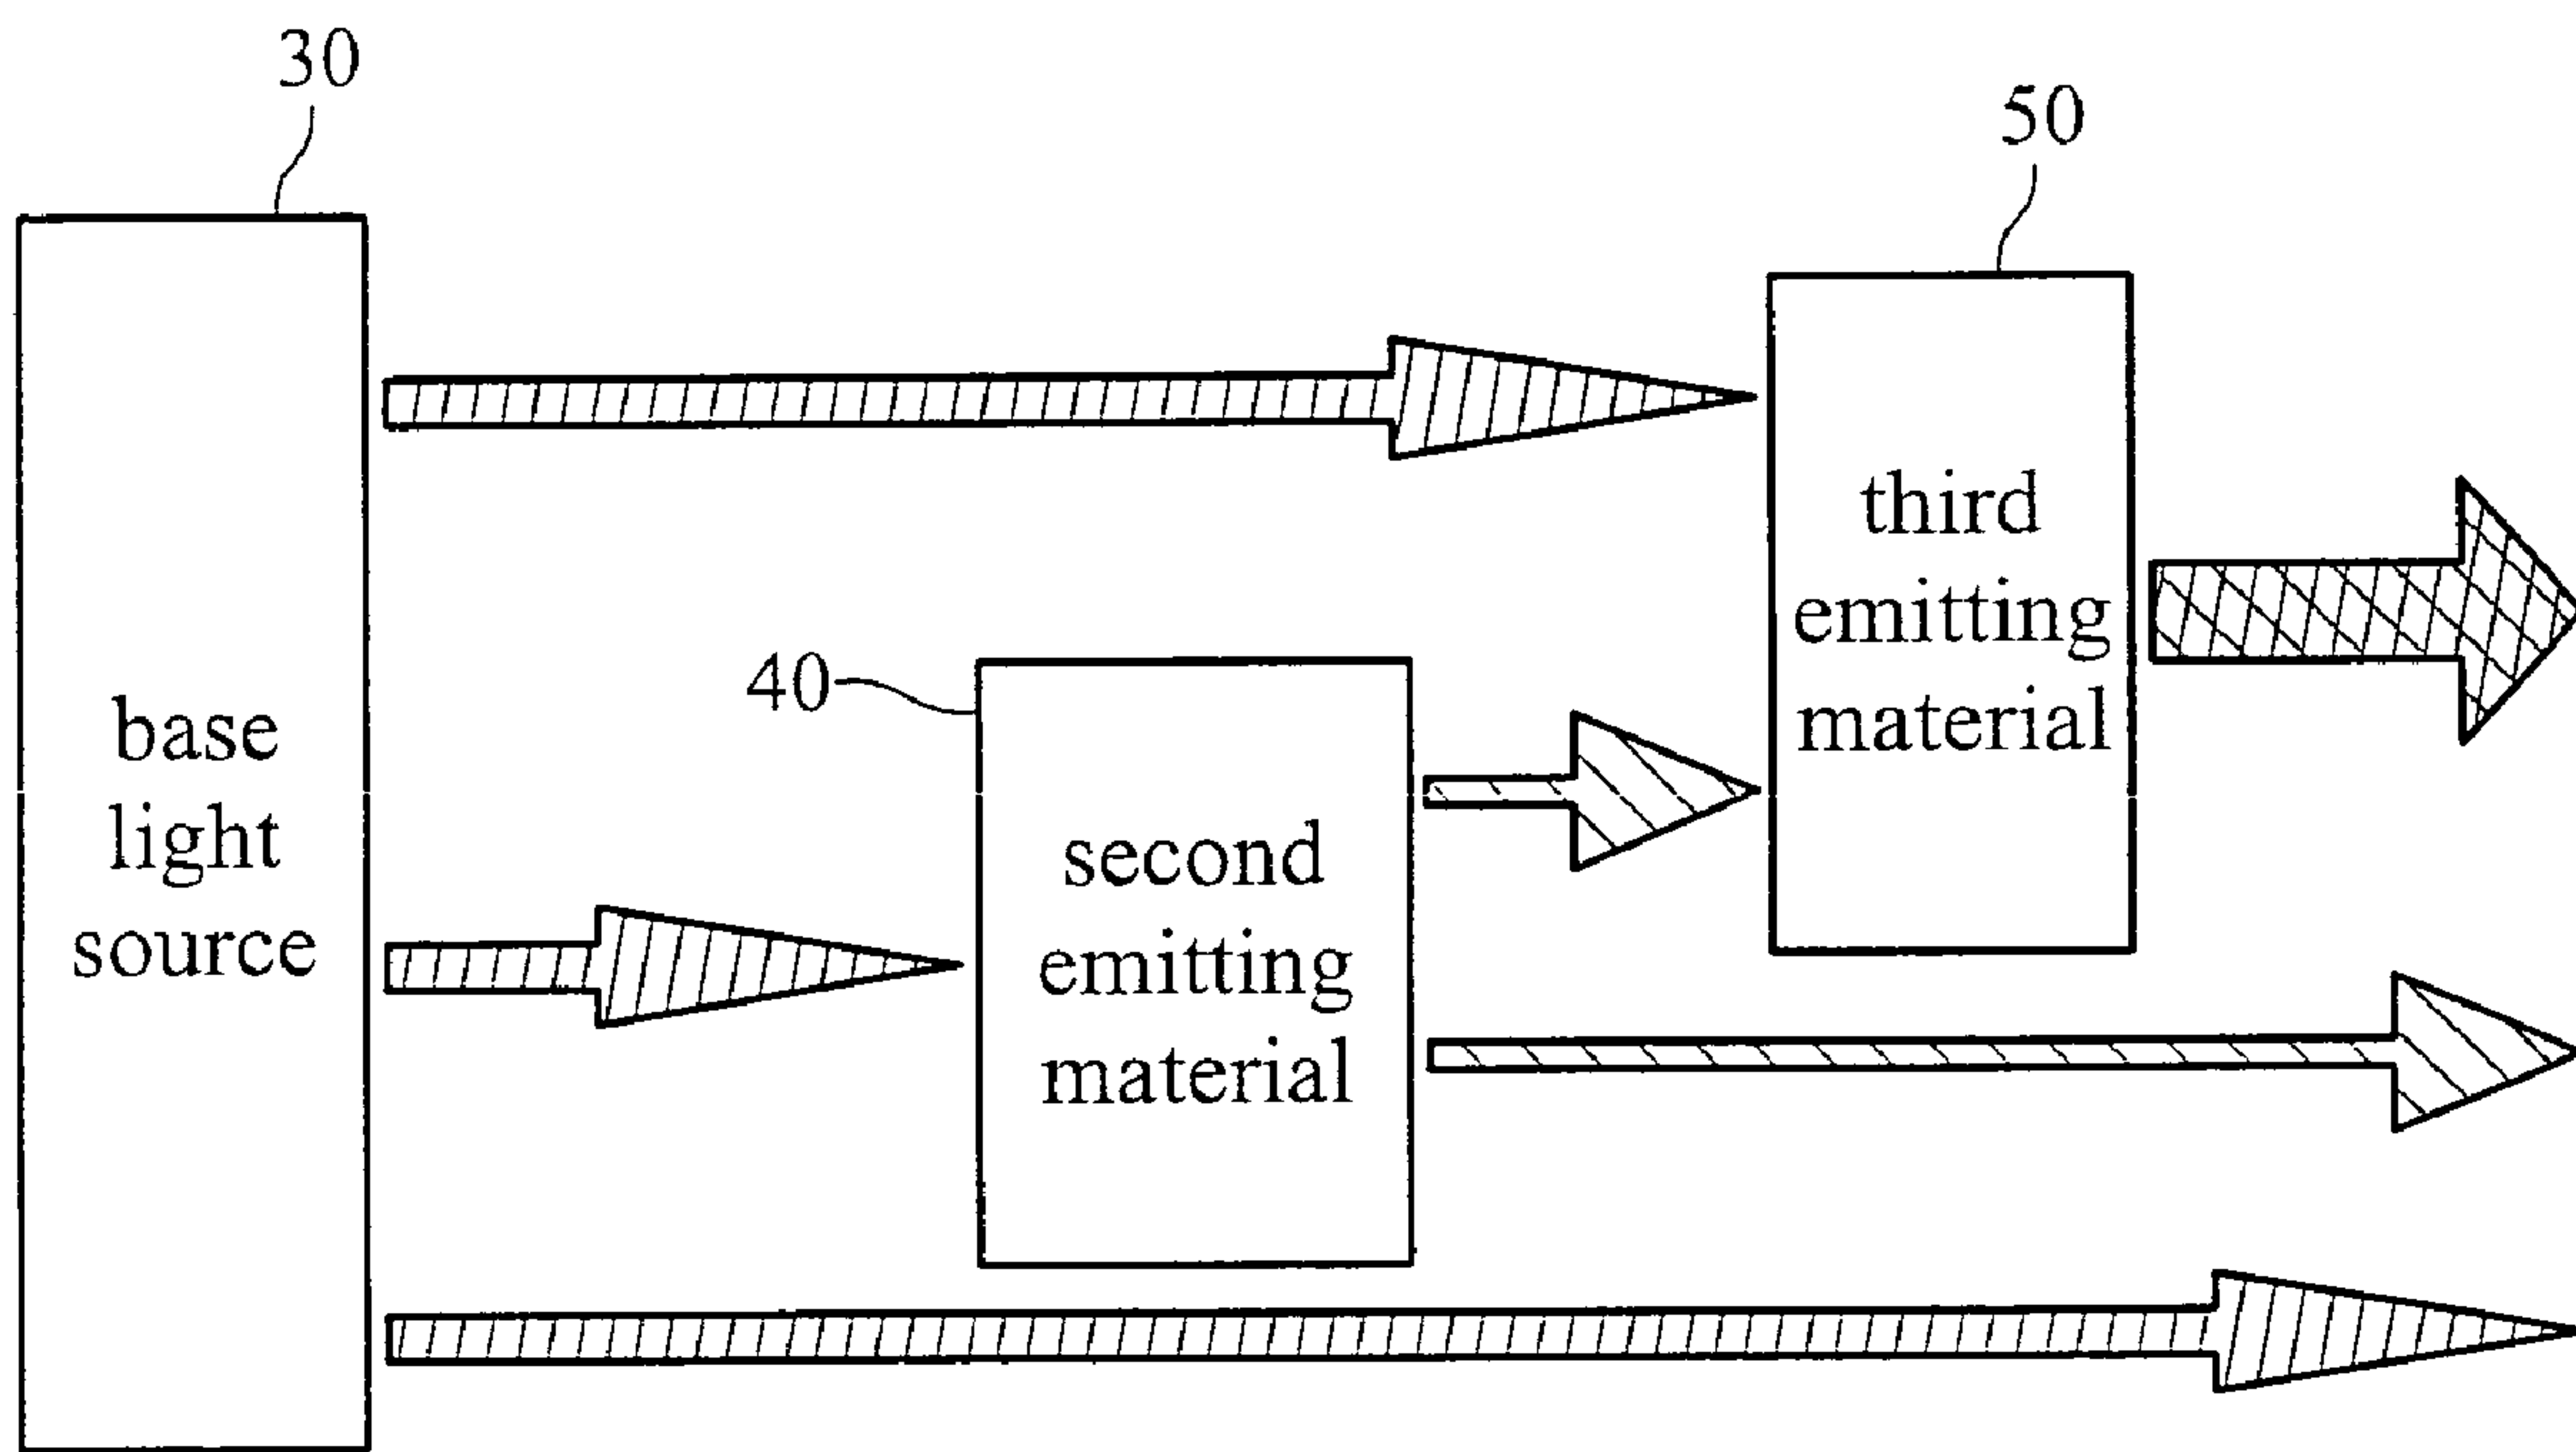 30
50
base
light
source
40
second
emitting
material
third
emitting
material